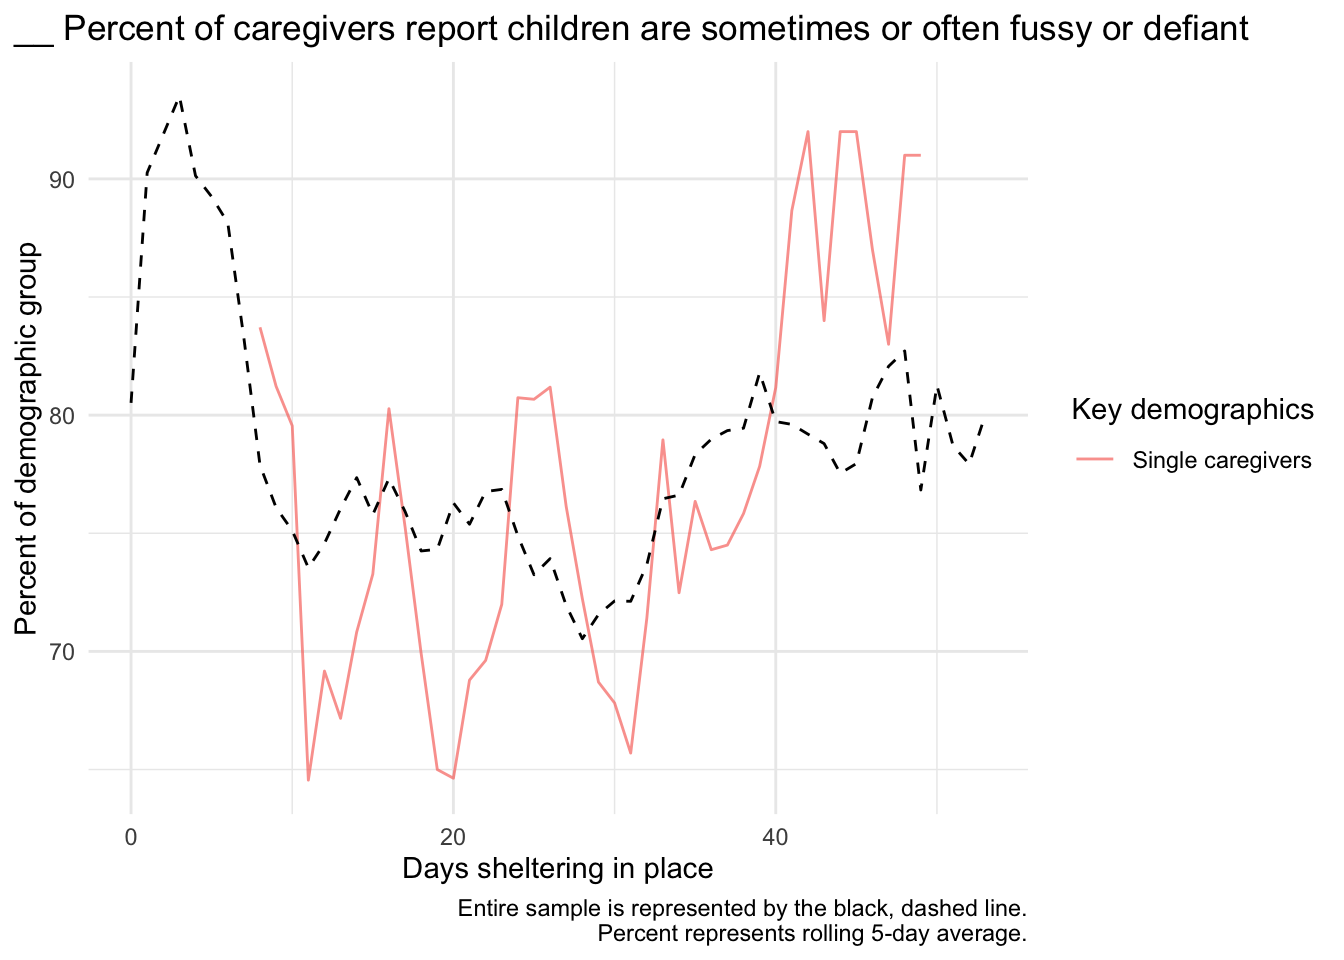 __ Percent of caregivers report children are sometimes or often fussy or defiant
Percent of demographic group
90
80
70
0
20
40
Days sheltering in place
Key demographics
Single caregivers
Entire sample is represented by the black, dashed line.
Percent represents rolling 5-day average.